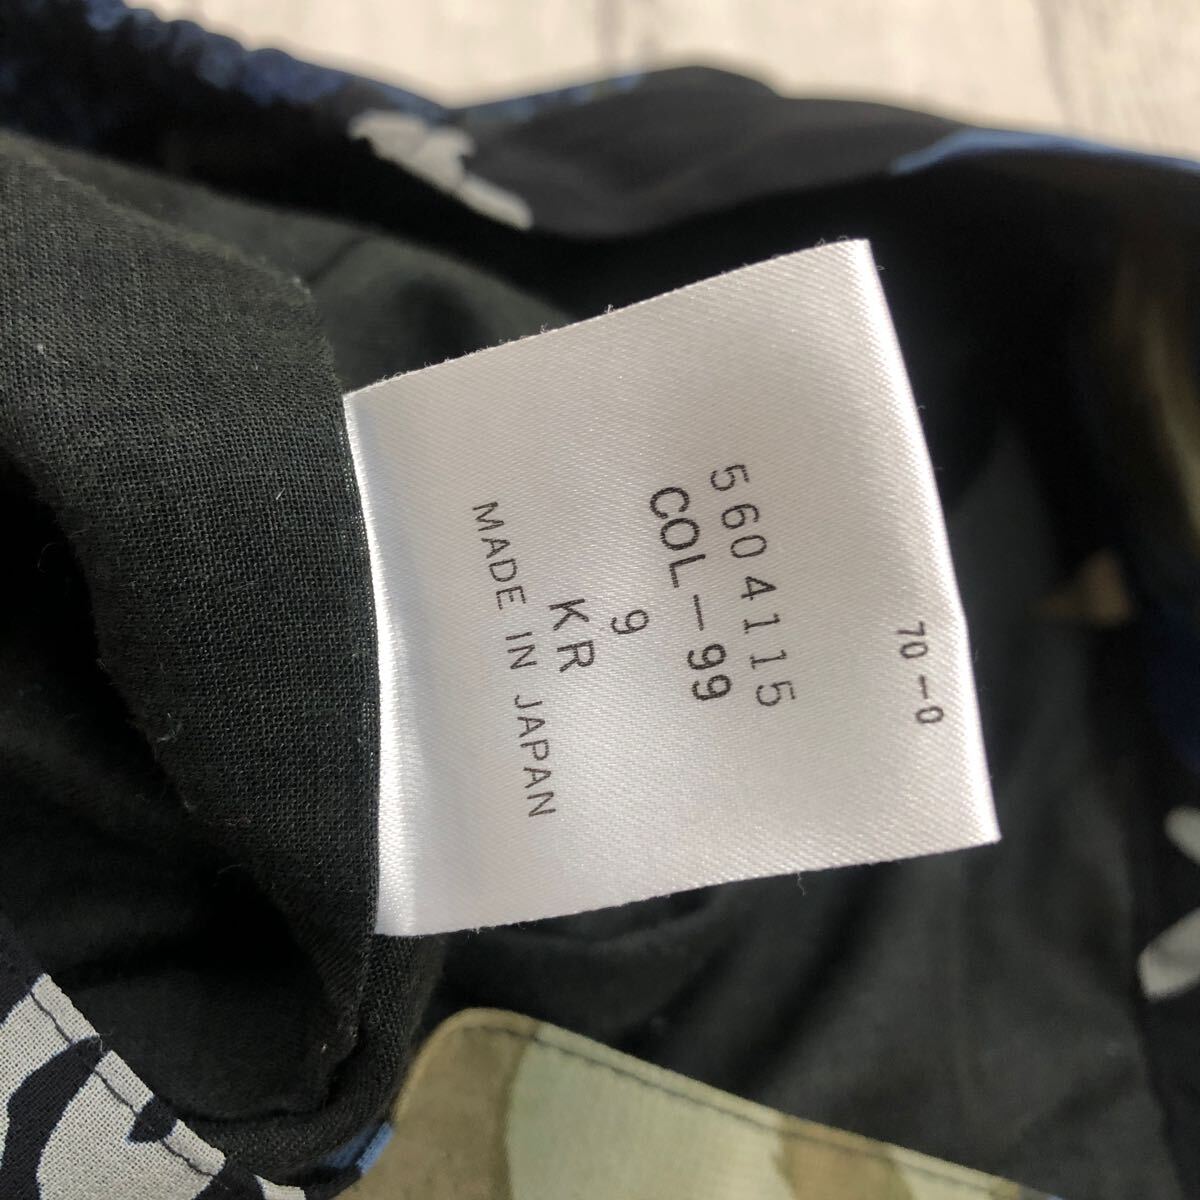 70-0
5604115
COL-99
9
KR
MADE IN JAPAN